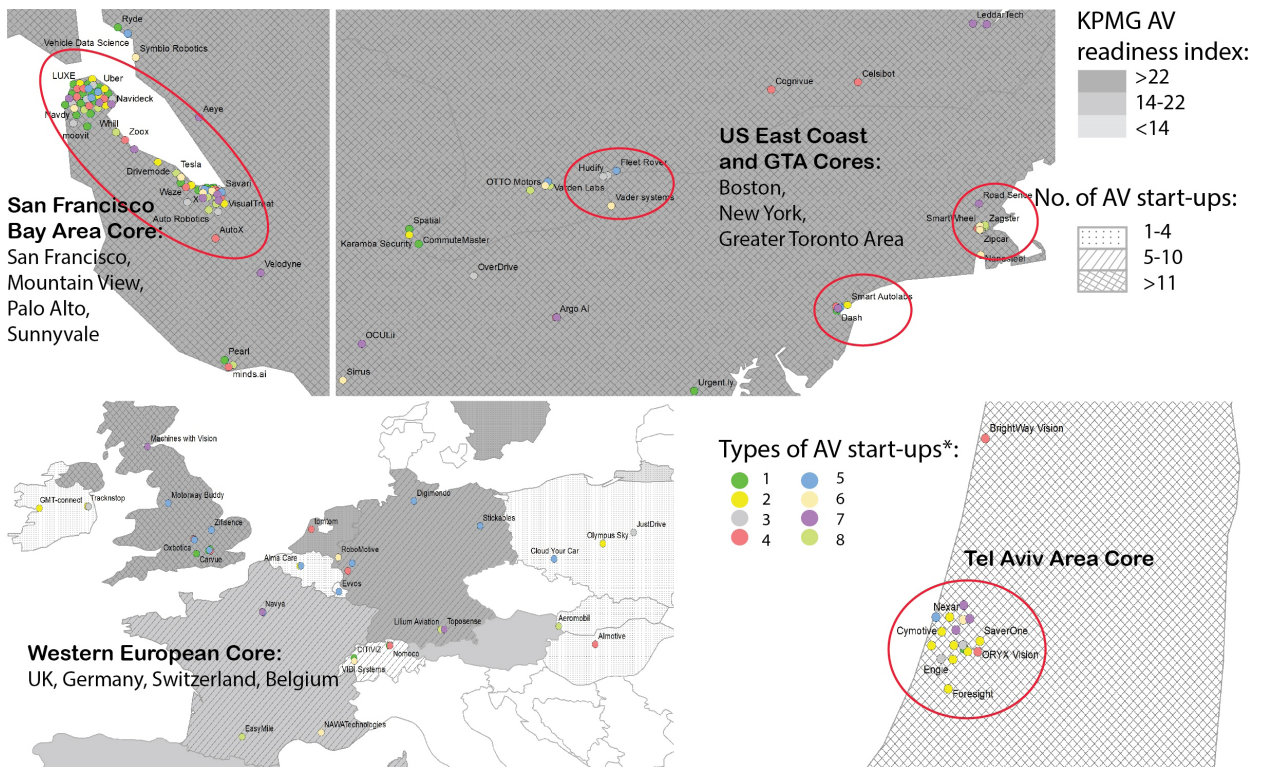 Ryde
Vehicle Data Science
Symbio Robotics
LUXE
Uber
Navideck
Navdy
moovit
Whill
Zoox
Aeye
Tesla
Drivemode
Waze
Savari
X
VisualTreat
Auto Robotics
AutoX
Velodyne
Pearl
minds.ai
San Francisco
Bay Area Core:
San Francisco,
Mountain View,
Palo Alto,
Sunnyvale
LeddarTech
Cognivue
Celsibot
US East Coast
and GTA Cores:
Boston,
New York,
Greater Toronto Area
Hudify
Fleet Rover
OTTO Motors
Varden Labs
Vader systems
Spatial
Karamba Security
CommuteMaster
OverDrive
Argo AI
OCULii
Sirrus
Urgent.ly
Road Sense
SmartWheel
Zagster
Zipcar
Nanosteel
Smart Autolabs
Dash
KPMG AV
readiness index:
>22
14-22
<14
No. of AV start-ups:
1-4
5-10
>11
Machines with Vision
GMT-connect
Tracknstop
Motorway Buddy
Zifisence
Oxbotica
Carvue
Digimondo
tomtom
Stickables
RoboMotive
Alma Care
Evvos
JustDrive
Olympus Sky
Cloud Your Car
Navya
Lilium Aviation
Toposense
Aeromobil
AImotive
CITIViZ
Nomoco
VIDI Systems
EasyMile
NAWATechnologies
Western European Core:
UK, Germany, Switzerland, Belgium
Types of AV start-ups*:
1
2
3
4
5
6
7
8
BrightWay Vision
Tel Aviv Area Core
Nexar
Cymotive
SaverOne
ORYX Vision
Engie
Foresight